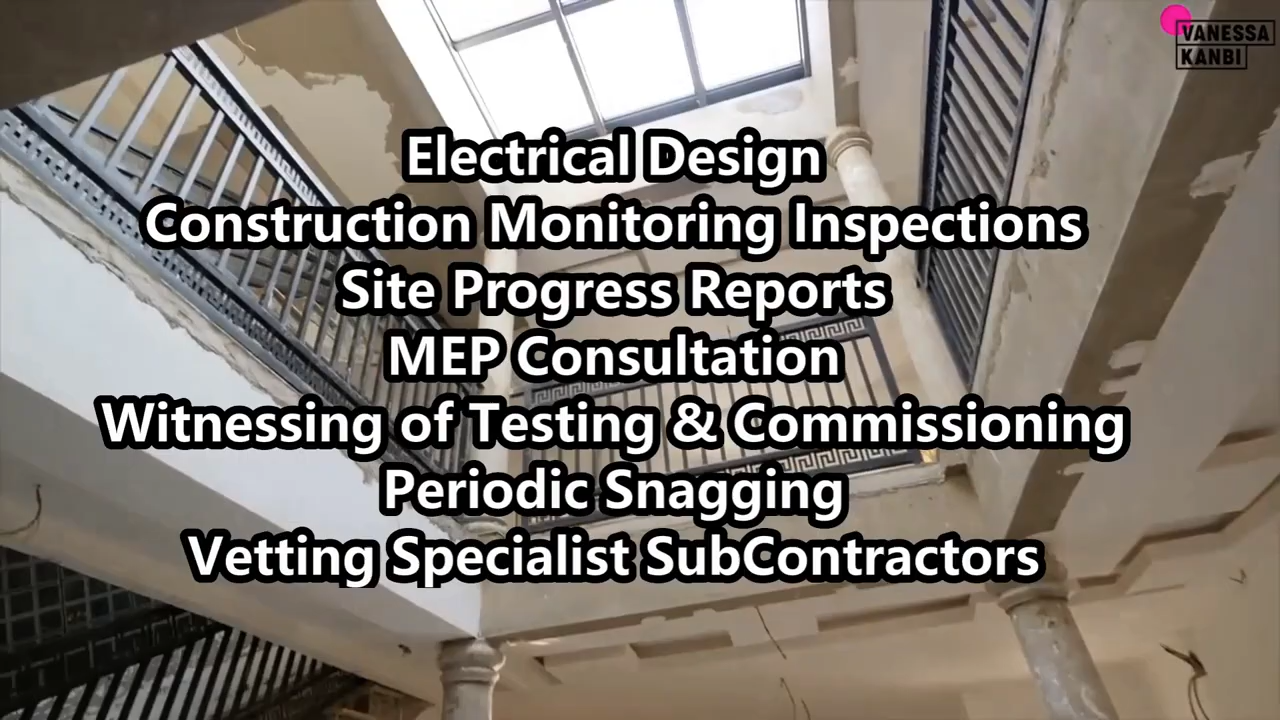 VANESSA
KANBI
Electrical Design
Construction Monitoring Inspections
Site Progress Reports
MEP Consultation
Witnessing of Testing & Commissioning
Periodic Snagging
Vetting Specialist SubContractors